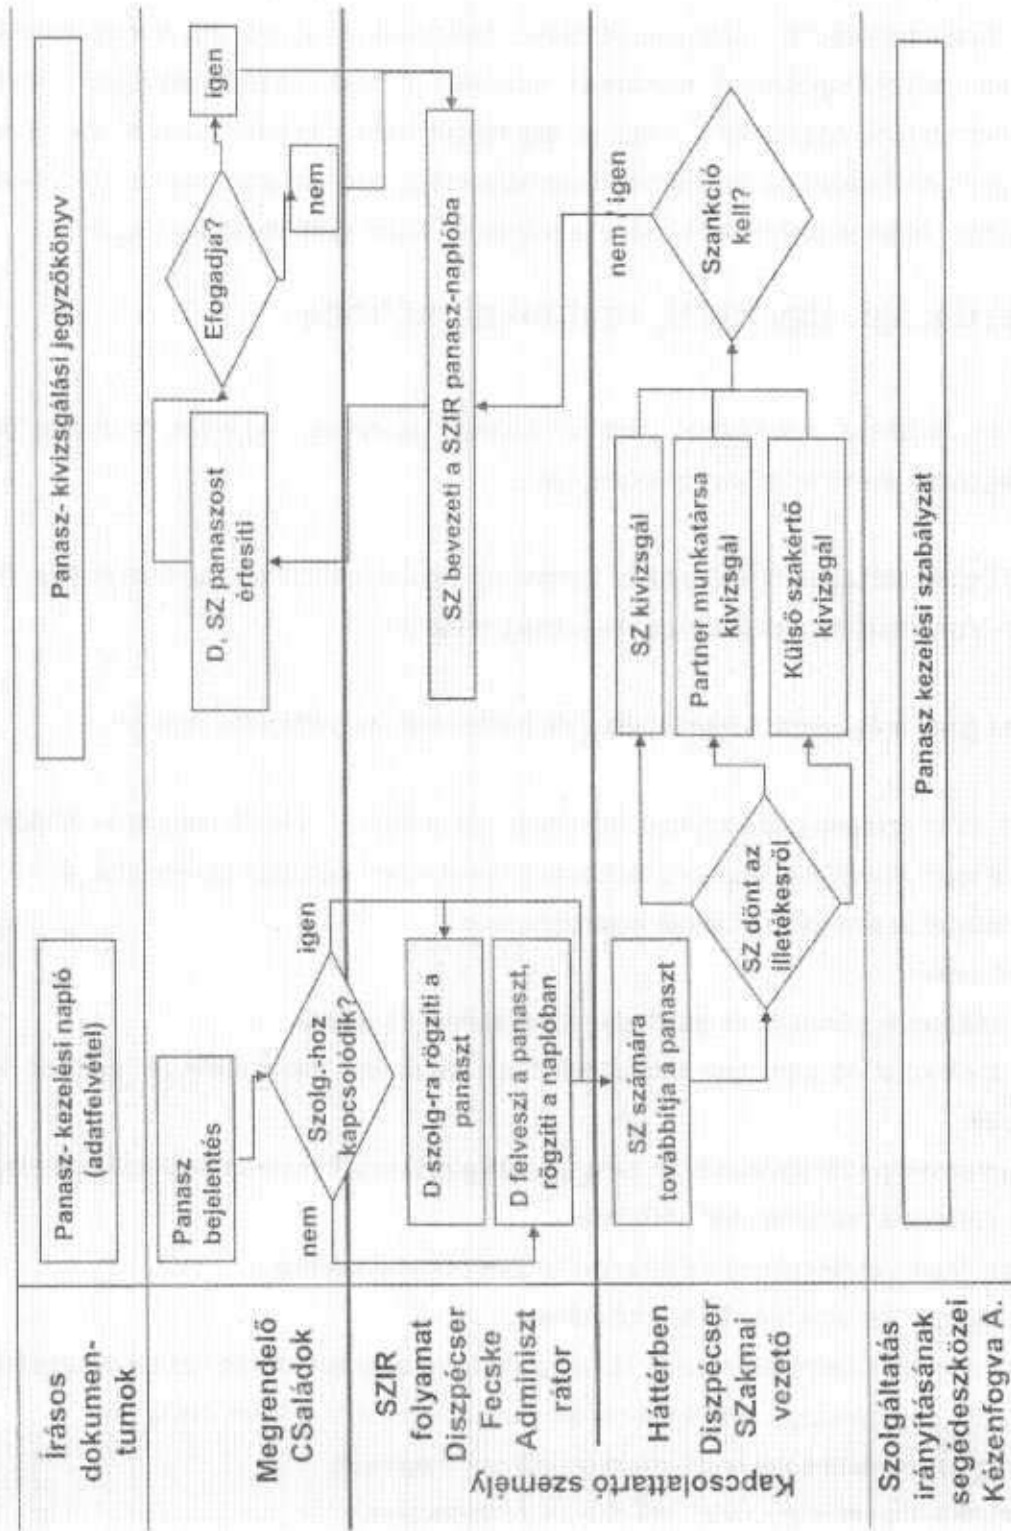 Írásos
dokumen-
tumok
Panasz- kezelési napló
(adatfelvétel)
Panasz- kivizsgálási jegyzőkönyv
Megrendelő
CSaládok
Panasz
bejelentés
Szolg.-hoz
kapcsolódik?
nem
igen
D, SZ panaszost
értesíti
Efogadja?
igen
nem
Kapcsolattartó személy
SZIR
folyamat
Diszpécser
Fecske
Adminiszt
rátor
D szolg-ra rögzíti a
panaszt
D felveszi a panaszt,
rögzíti a naplóban
SZ bevezeti a SZIR panasz-naplóba
Háttérben
Diszpécser
SZakmai
vezető
SZ számára
továbbítja a panaszt
SZ dönt az
illetékesről
SZ kivizsgál
Partner munkatársa
kivizsgál
Külső szakértő
kivizsgál
nem / igen
Szankció
kell?
Szolgáltatás
irányításának
segédeszközei
Kézenfogva A.
Panasz kezelési szabályzat